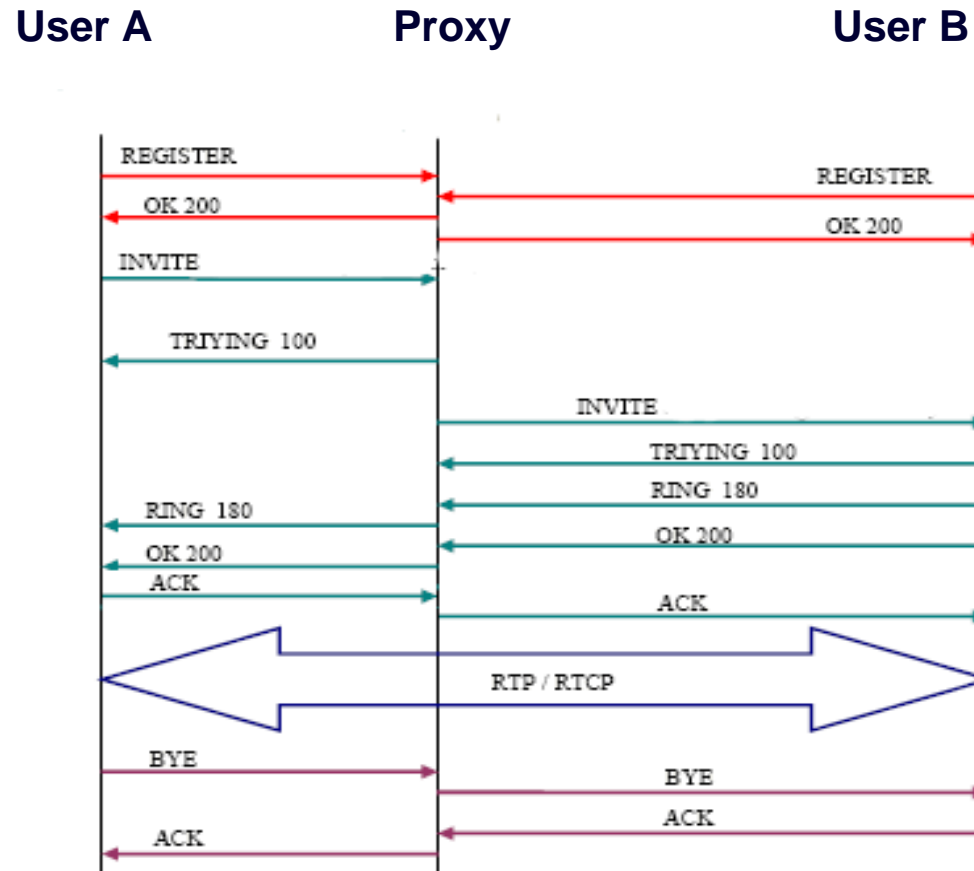 User A Proxy User B
REGISTER
REGISTER
OK 200
OK 200
INVITE
TRIYING 100
INVITE
TRIYING 100
RING 180
RING 180
OK 200
OK 200
ACK
ACK
RTP / RTCP
BYE
BYE
ACK
ACK